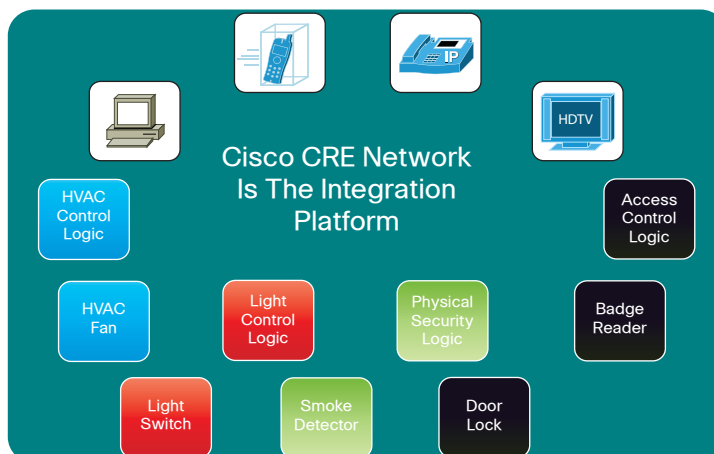 IP
HDTV
Cisco CRE Network
Is The Integration
Platform
HVAC
Control
Logic
Access
Control
Logic
HVAC
Fan
Light
Control
Logic
Physical
Security
Logic
Badge
Reader
Light
Switch
Smoke
Detector
Door
Lock